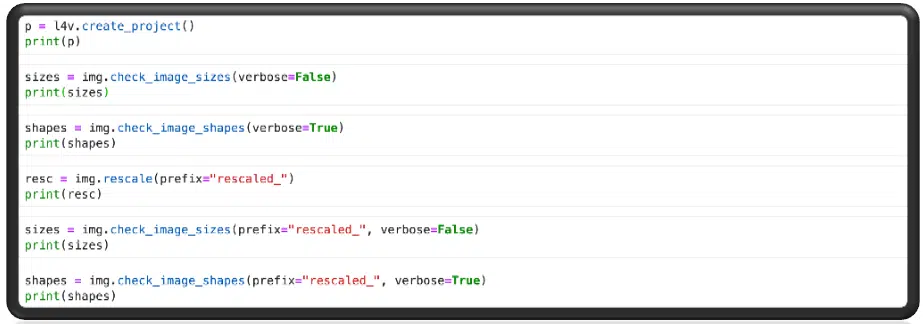 p = l4v.create_project()
print(p)
sizes = img.check_image_sizes(verbose=False)
print(sizes)
shapes = img.check_image_shapes(verbose=True)
print(shapes)
resc = img.rescale(prefix="rescaled_")
print(resc)
sizes = img.check_image_sizes(prefix="rescaled_", verbose=False)
print(sizes)
shapes = img.check_image_shapes(prefix="rescaled_", verbose=True)
print(shapes)